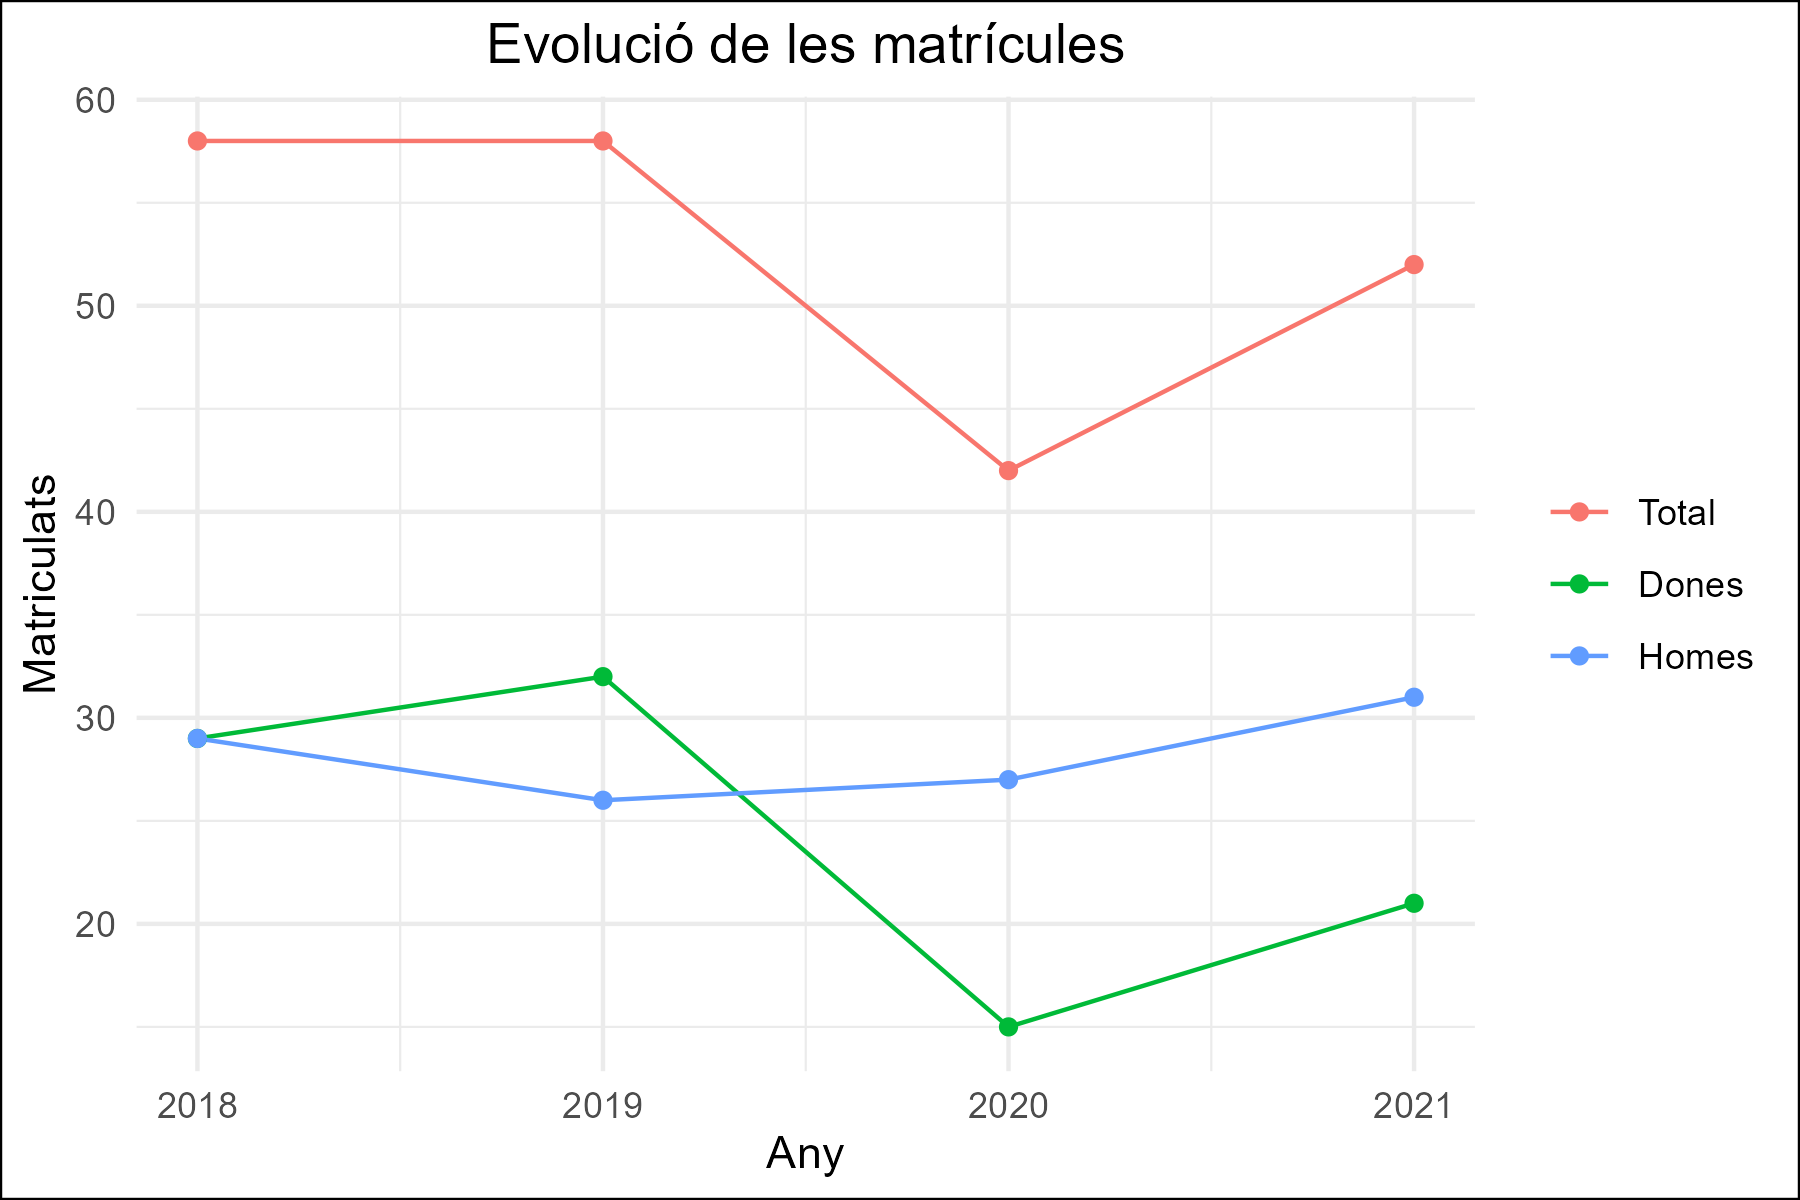 Evolució de les matrícules
60
50
40
30
20
Matriculats
2018 2019 2020 2021
Any
Total
Dones
Homes